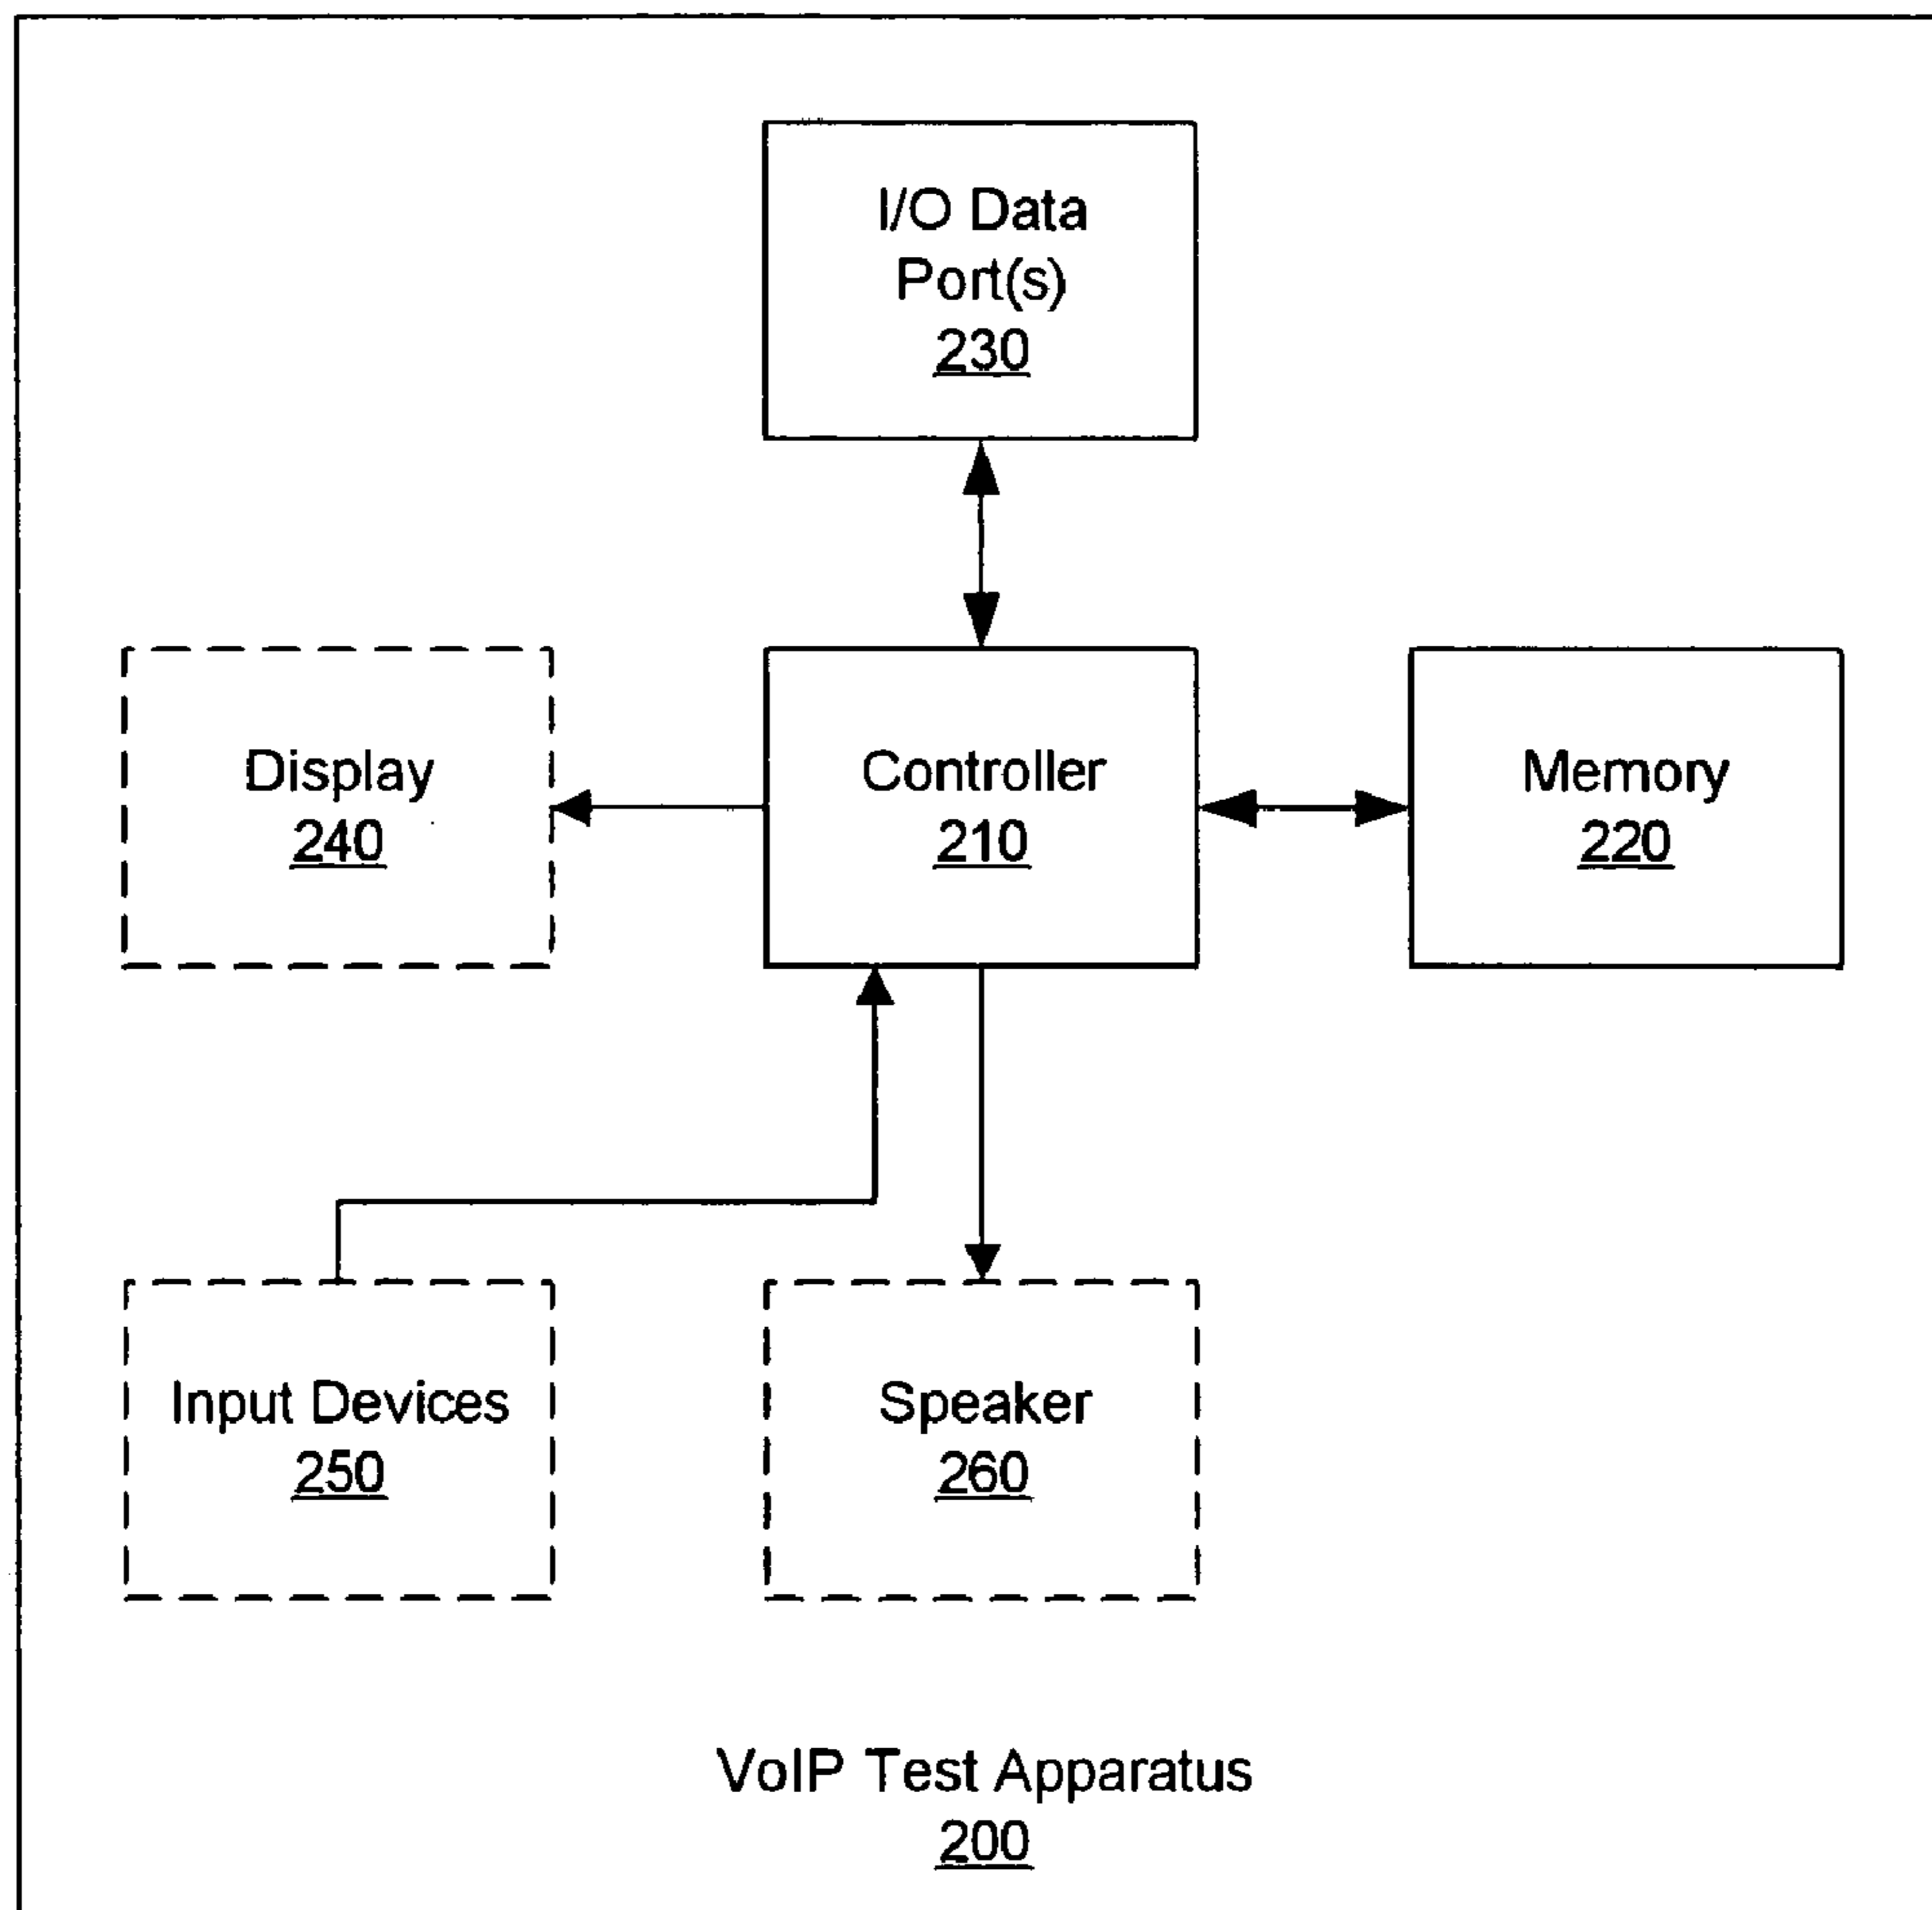 I/O Data
Port(s)
230
Display
240
Controller
210
Memory
220
Input Devices
250
Speaker
260
VoIP Test Apparatus
200